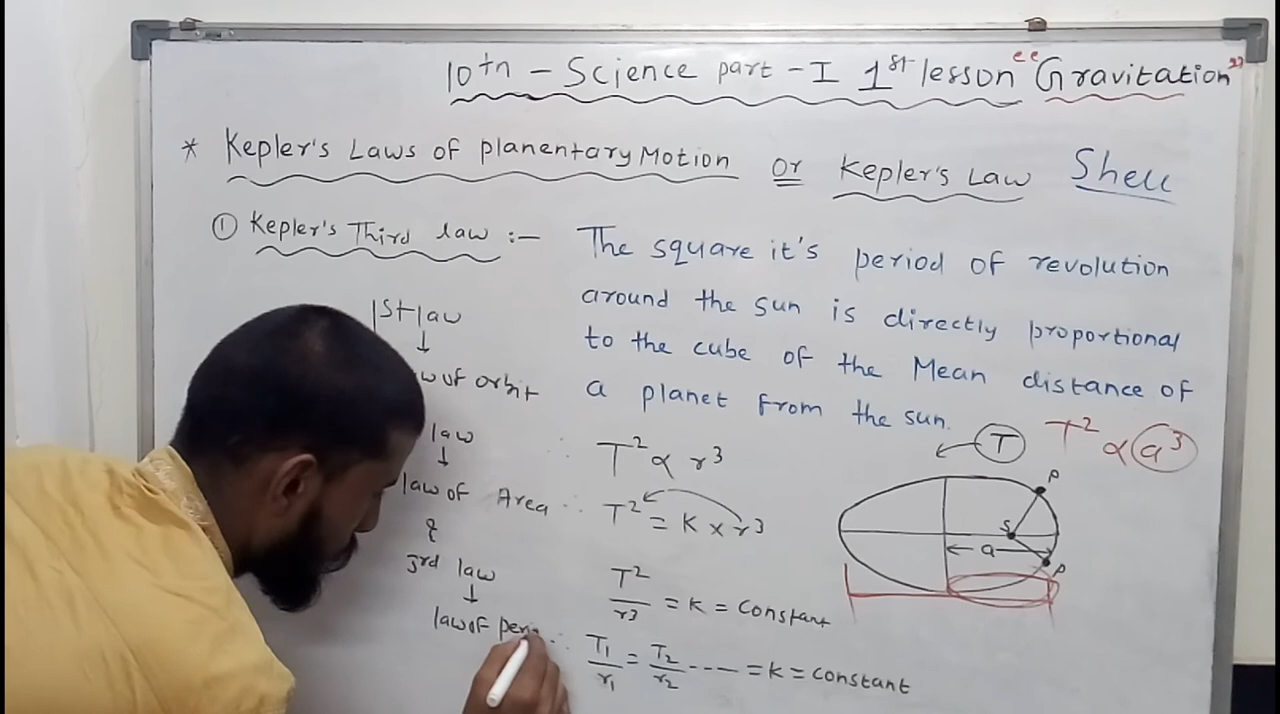 10th - Science part - I 1st lesson "Gravitation"
* Kepler's Laws of planentary Motion or Kepler's Law Shell
① Kepler's Third law :- The square it's period of revolution
around the sun is directly proportional
to the cube of the Mean distance of
a planet from the sun.
1st law
↓
of orbit
law
↓
law of Area
&
3rd law
↓
law of per
∴ T² ∝ r³
∴ T² = K × r³
T²/r³ = K = Constant
∴ T₁/r₁ = T₂/r₂ ---- = K = constant
T
T² ∝ a³
P
S
a
P